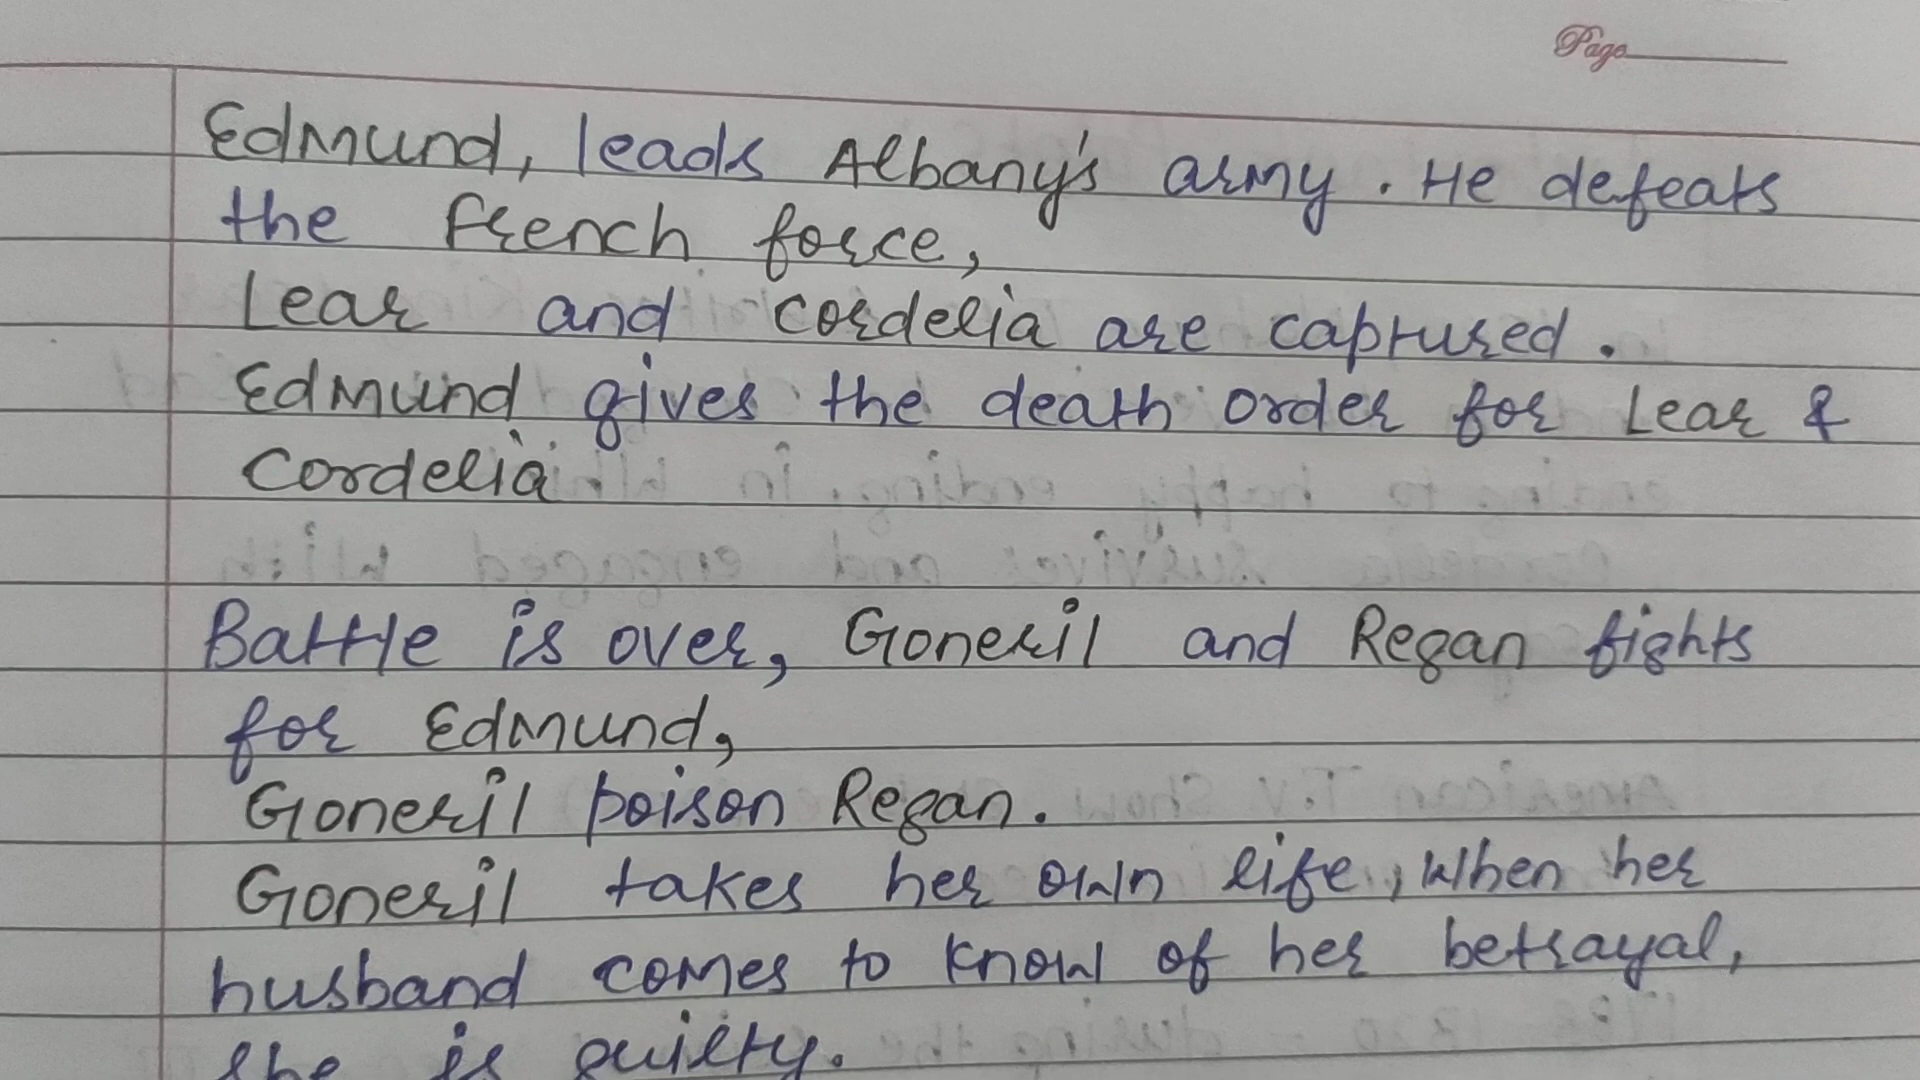 Page
Edmund, leads Albany's army. He defeats
the French force,
Lear and Cordelia are captured.
Edmund gives the death order for Lear &
Cordelia
Battle is over, Goneril and Regan fights
for Edmund,
Goneril poison Regan.
Goneril takes her own life, when her
husband comes to know of her betrayal,
she is guilty.